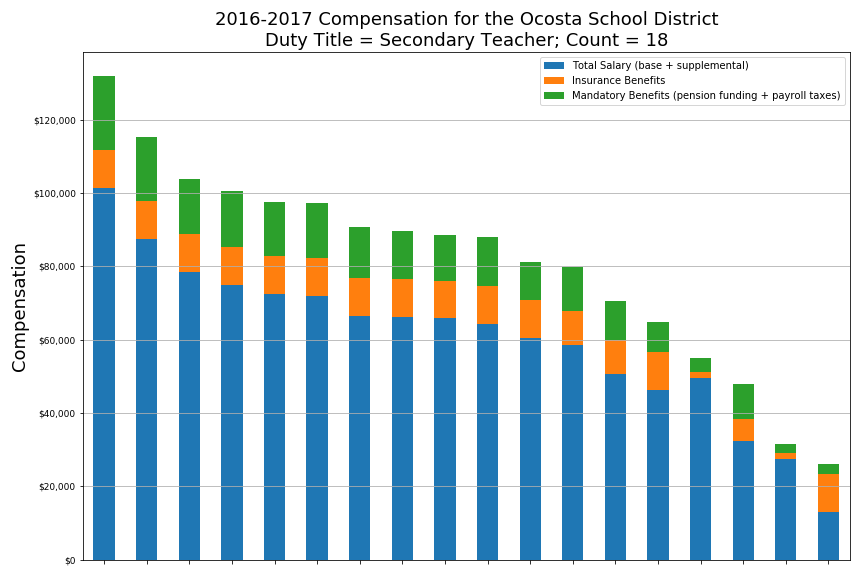 2016-2017 Compensation for the Ocosta School District
Duty Title = Secondary Teacher; Count = 18
Total Salary (base + supplemental)
Insurance Benefits
Mandatory Benefits (pension funding + payroll taxes)
$120,000
$100,000
$80,000
$60,000
$40,000
$20,000
$0
Compensation